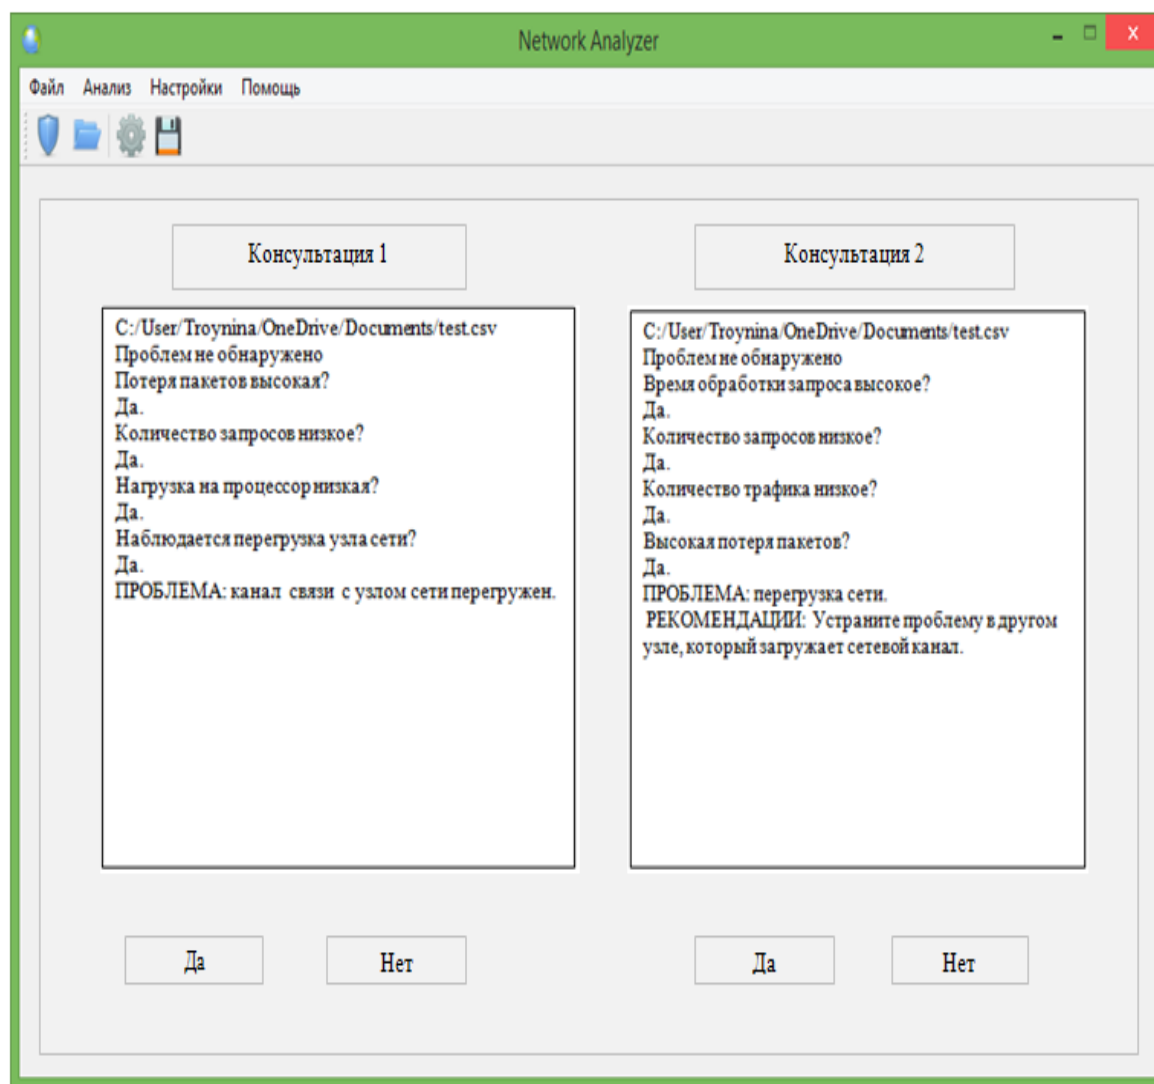 Network Analyzer
Файл Анализ Настройки Помощь
Консультация 1
C:/User/Troynina/OneDrive/Documents/test.csv
Проблем не обнаружено
Потеря пакетов высокая?
Да.
Количество запросов низкое?
Да.
Нагрузка на процессор низкая?
Да.
Наблюдается перегрузка узла сети?
Да.
ПРОБЛЕМА: канал связи с узлом сети перегружен.
Да Нет
Консультация 2
C:/User/Troynina/OneDrive/Documents/test.csv
Проблем не обнаружено
Время обработки запроса высокое?
Да.
Количество запросов низкое?
Да.
Количество трафика низкое?
Да.
Высокая потеря пакетов?
Да.
ПРОБЛЕМА: перегрузка сети.
РЕКОМЕНДАЦИИ: Устраните проблему в другом
узле, который загружает сетевой канал.
Да Нет